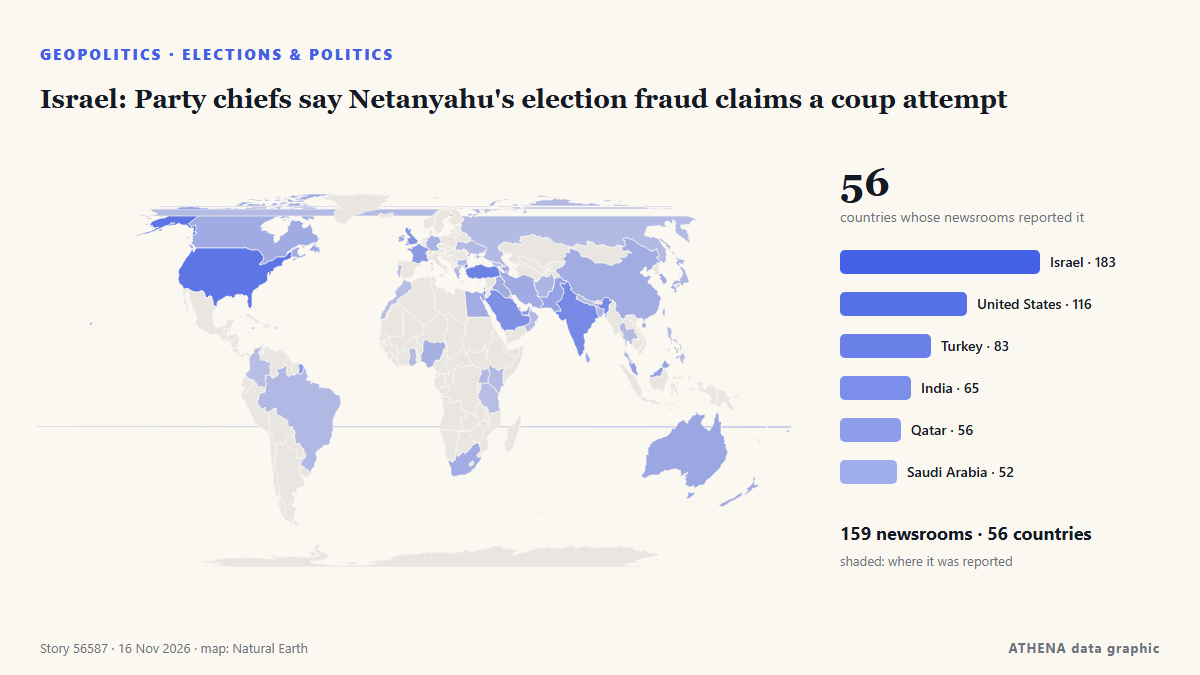 GEOPOLITICS · ELECTIONS & POLITICS
Israel: Party chiefs say Netanyahu's election fraud claims a coup attempt
56
countries whose newsrooms reported it
Israel · 183
United States · 116
Turkey · 83
India · 65
Qatar · 56
Saudi Arabia · 52
159 newsrooms · 56 countries
shaded: where it was reported
Story 56587 · 16 Nov 2026 · map: Natural Earth
ATHENA data graphic